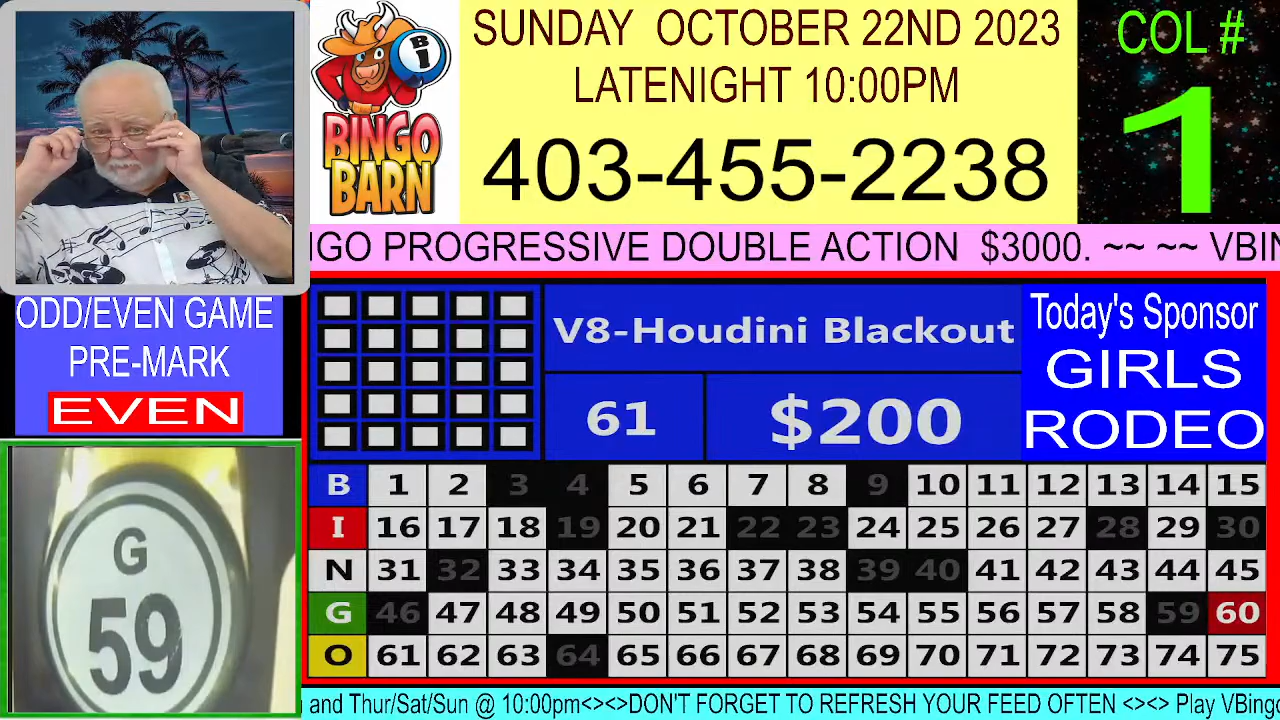 BI
BINGO
BARN
SUNDAY OCTOBER 22ND 2023
LATENIGHT 10:00PM
403-455-2238
COL #
1
NGO PROGRESSIVE DOUBLE ACTION $3000. ~~ ~~ VBIN
ODD/EVEN GAME
PRE-MARK
EVEN
V8-Houdini Blackout
61
$200
Today's Sponsor
GIRLS
RODEO
B 1 2 3 4 5 6 7 8 9 10 11 12 13 14 15
I 16 17 18 19 20 21 22 23 24 25 26 27 28 29 30
N 31 32 33 34 35 36 37 38 39 40 41 42 43 44 45
G 46 47 48 49 50 51 52 53 54 55 56 57 58 59 60
O 61 62 63 64 65 66 67 68 69 70 71 72 73 74 75
G
59
and Thur/Sat/Sun @ 10:00pm<><>DON'T FORGET TO REFRESH YOUR FEED OFTEN <><> Play VBingo